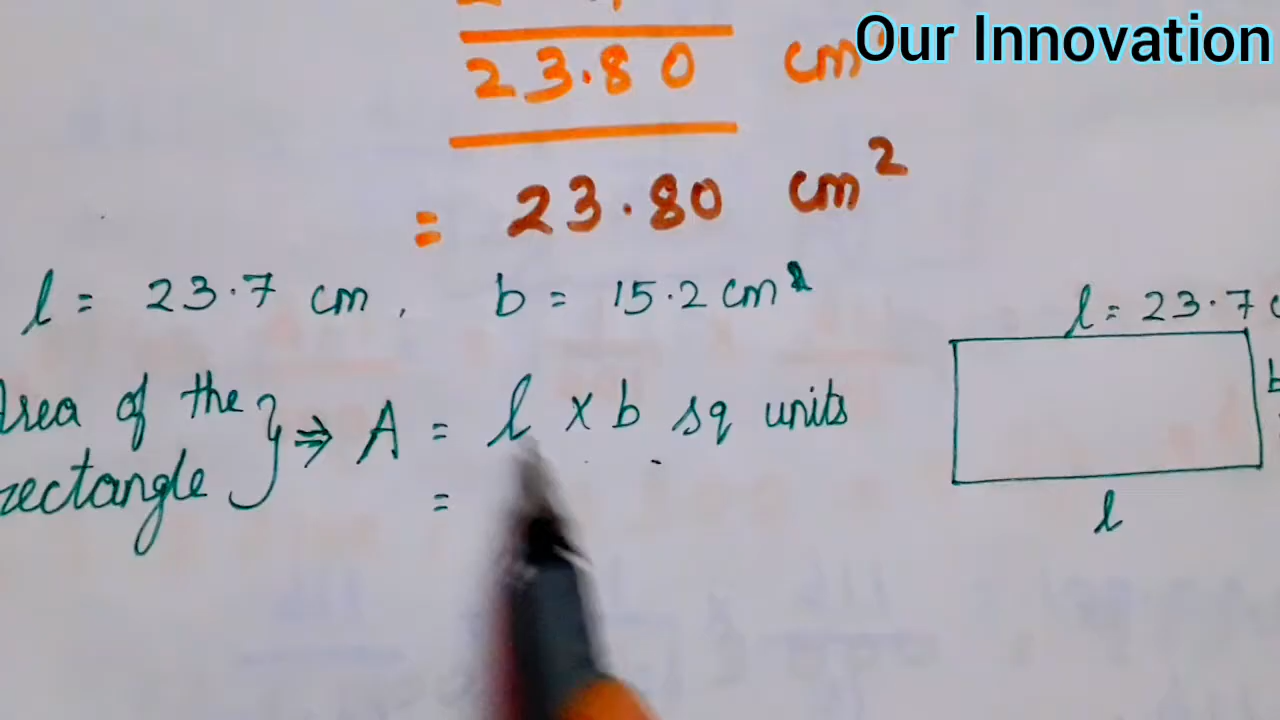 Our Innovation
23.80 cm
= 23.80 cm²
l = 23.7 cm, b = 15.2 cm
l = 23.7 c
b
Area of the rectangle } ⇒ A = l × b sq units
=
l